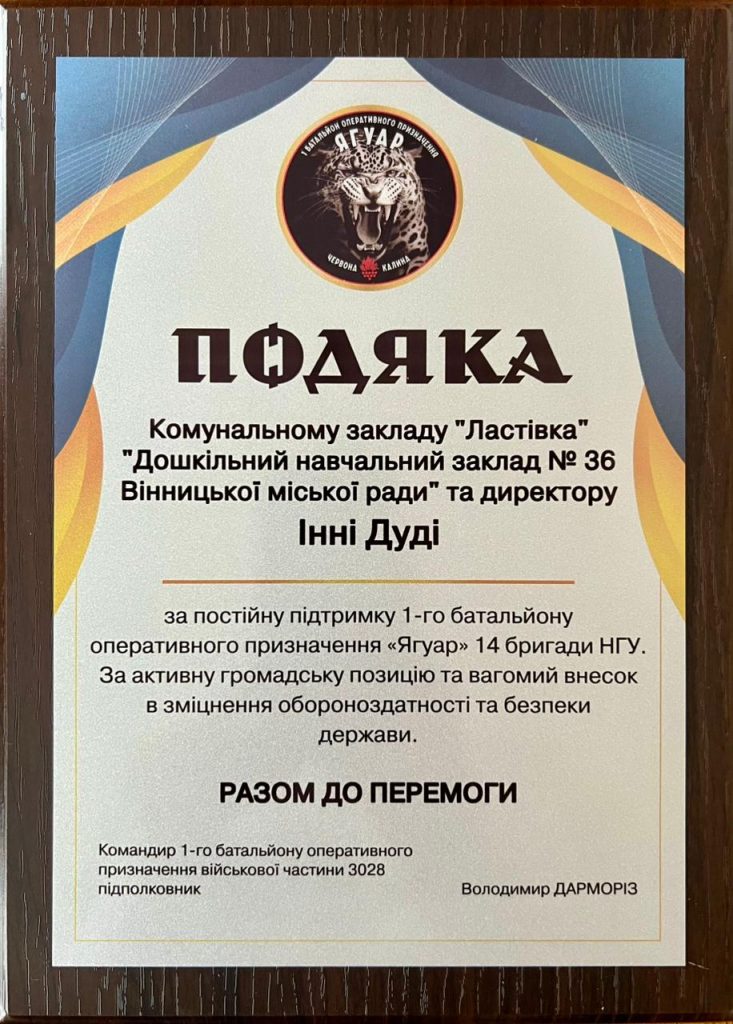 1 БАТАЛЬЙОН ОПЕРАТИВНОГО ПРИЗНАЧЕННЯ
ЯГУАР
ЧЕРВОНА КАЛИНА
ПОДЯКА
Комунальному закладу "Ластівка"
"Дошкільний навчальний заклад № 36
Вінницької міської ради" та директору
Інні Дуді
за постійну підтримку 1-го батальйону
оперативного призначення «Ягуар» 14 бригади НГУ.
За активну громадську позицію та вагомий внесок
в зміцнення обороноздатності та безпеки
держави.
РАЗОМ ДО ПЕРЕМОГИ
Командир 1-го батальйону оперативного
призначення військової частини 3028
підполковник Володимир ДАРМОРІЗ